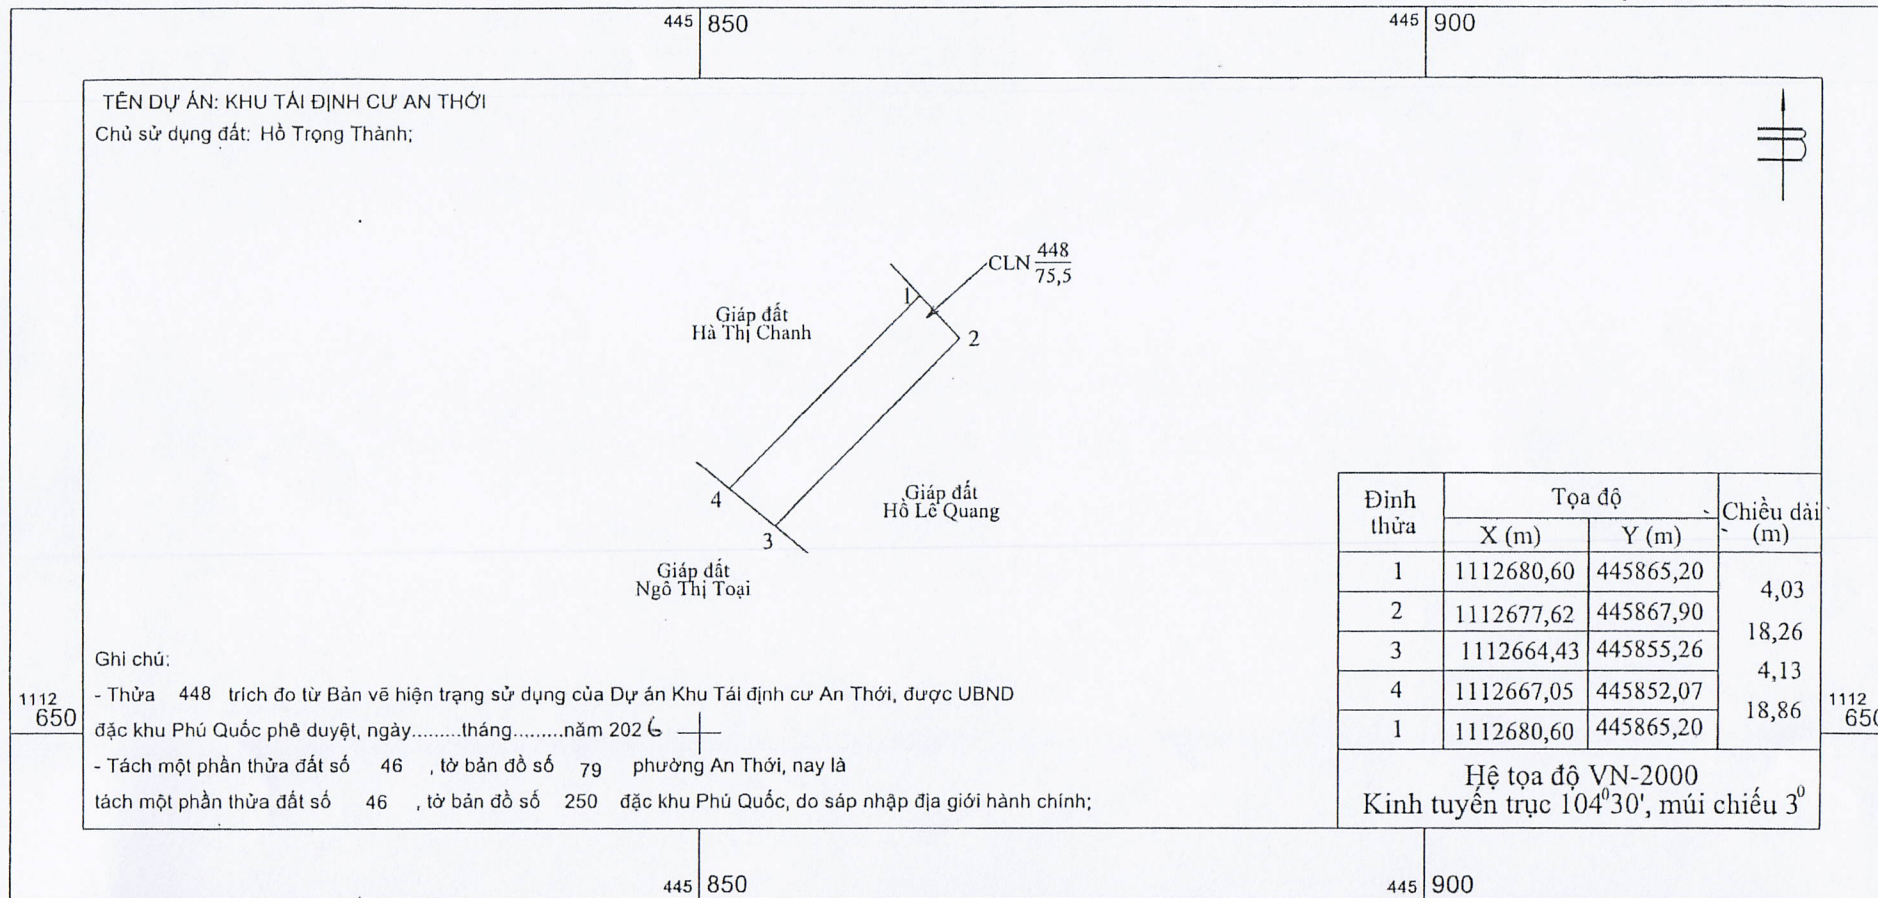 445 850
445 900
TÊN DỰ ÁN: KHU TÁI ĐỊNH CƯ AN THỚI
Chủ sử dụng đất: Hồ Trọng Thành;
CLN 448
75,5
1
2
Giáp đất
Hà Thị Chanh
4
3
Giáp đất
Hồ Lê Quang
Giáp đất
Ngô Thị Toại
Đỉnh thửa Tọa độ Chiều dài (m)
X (m) Y (m)
1 1112680,60 445865,20
4,03
2 1112677,62 445867,90
18,26
3 1112664,43 445855,26
4,13
4 1112667,05 445852,07
18,86
1 1112680,60 445865,20
Hệ tọa độ VN-2000
Kinh tuyến trục 104⁰30', múi chiếu 3⁰
Ghi chú:
- Thửa 448 trích đo từ Bản vẽ hiện trạng sử dụng của Dự án Khu Tái định cư An Thới, được UBND
đặc khu Phú Quốc phê duyệt, ngày.........tháng.........năm 2026
- Tách một phần thửa đất số 46 , tờ bản đồ số 79 phường An Thới, nay là
tách một phần thửa đất số 46 , tờ bản đồ số 250 đặc khu Phú Quốc, do sáp nhập địa giới hành chính;
1112
650
1112
650
445 850
445 900